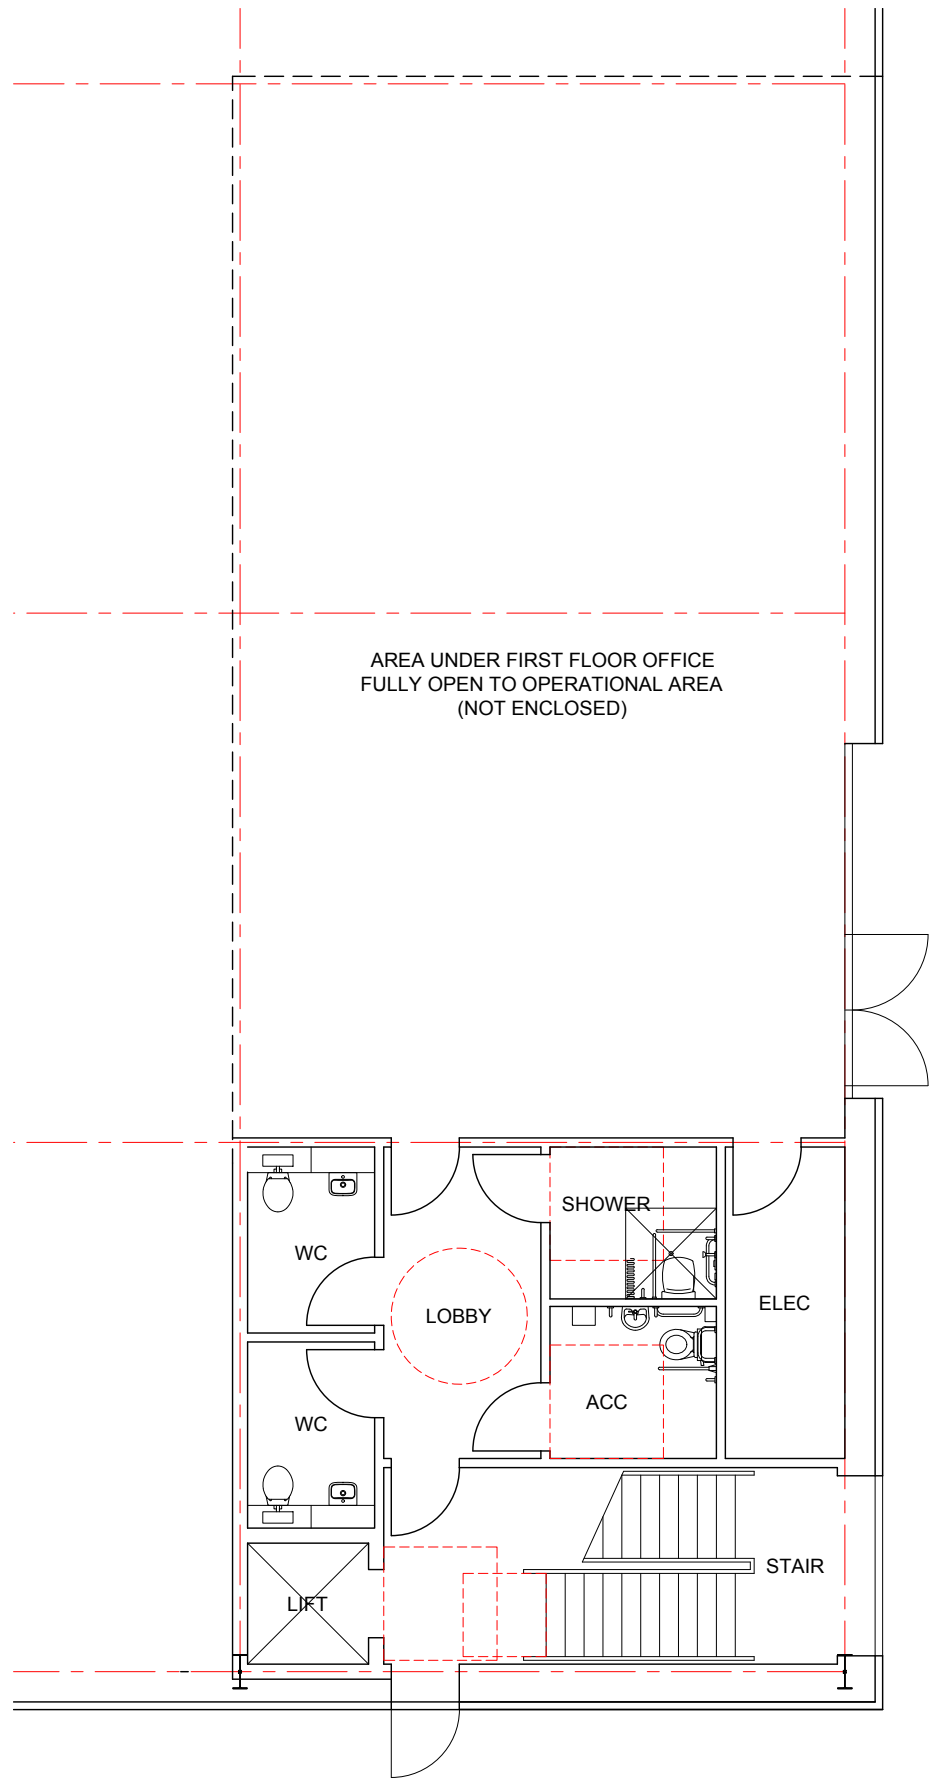 AREA UNDER FIRST FLOOR OFFICE
FULLY OPEN TO OPERATIONAL AREA
(NOT ENCLOSED)
SHOWER
WC
ELEC
LOBBY
ACC
WC
STAIR
LIFT